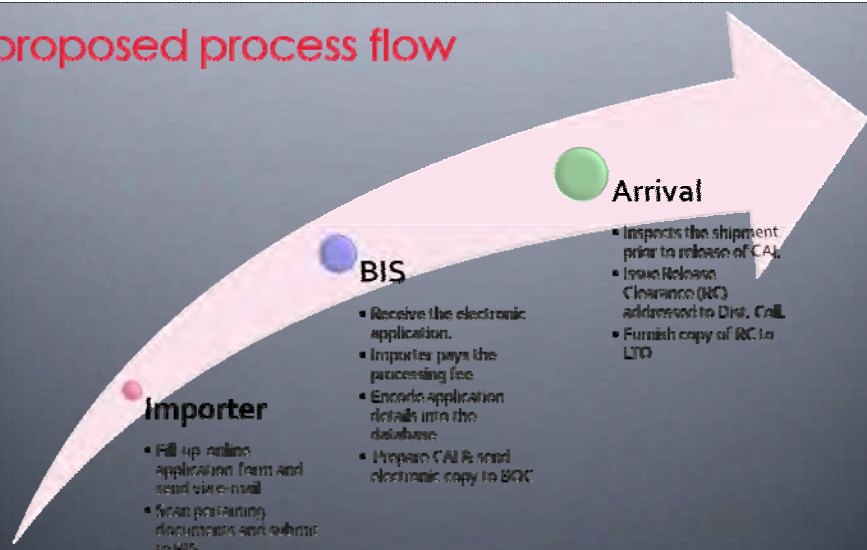 proposed process flow
Importer
▪ Fill-up online
application form and
send via e-mail
▪ Scan pertaining
documents and submit
to BIS
BIS
▪ Receive the electronic
application.
▪ Importer pays the
processing fee
▪ Encode application
details into the
database
▪ Prepare CAI & send
electronic copy to BOC
Arrival
▪ Inspects the shipment
prior to release of CAI.
▪ Issue Release
Clearance (RC)
addressed to Dist. Coll.
▪ Furnish copy of RC to
LTO